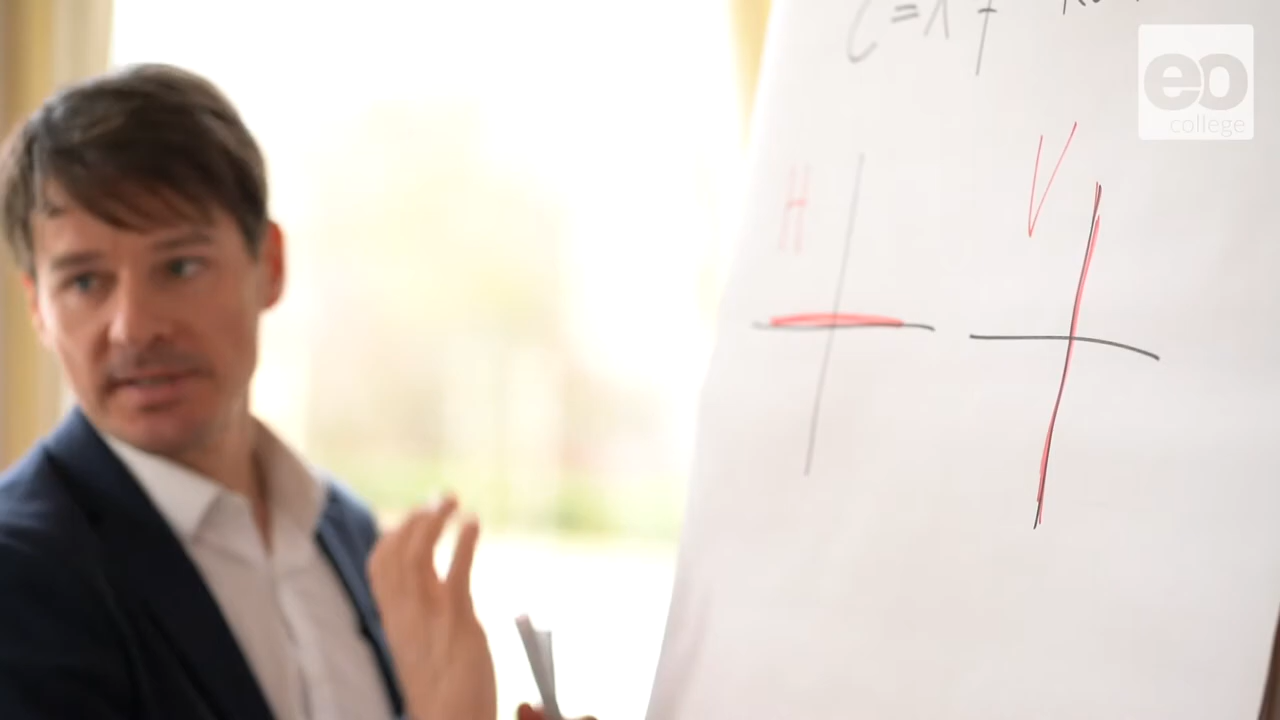 C = λ f
eo
college
H
V